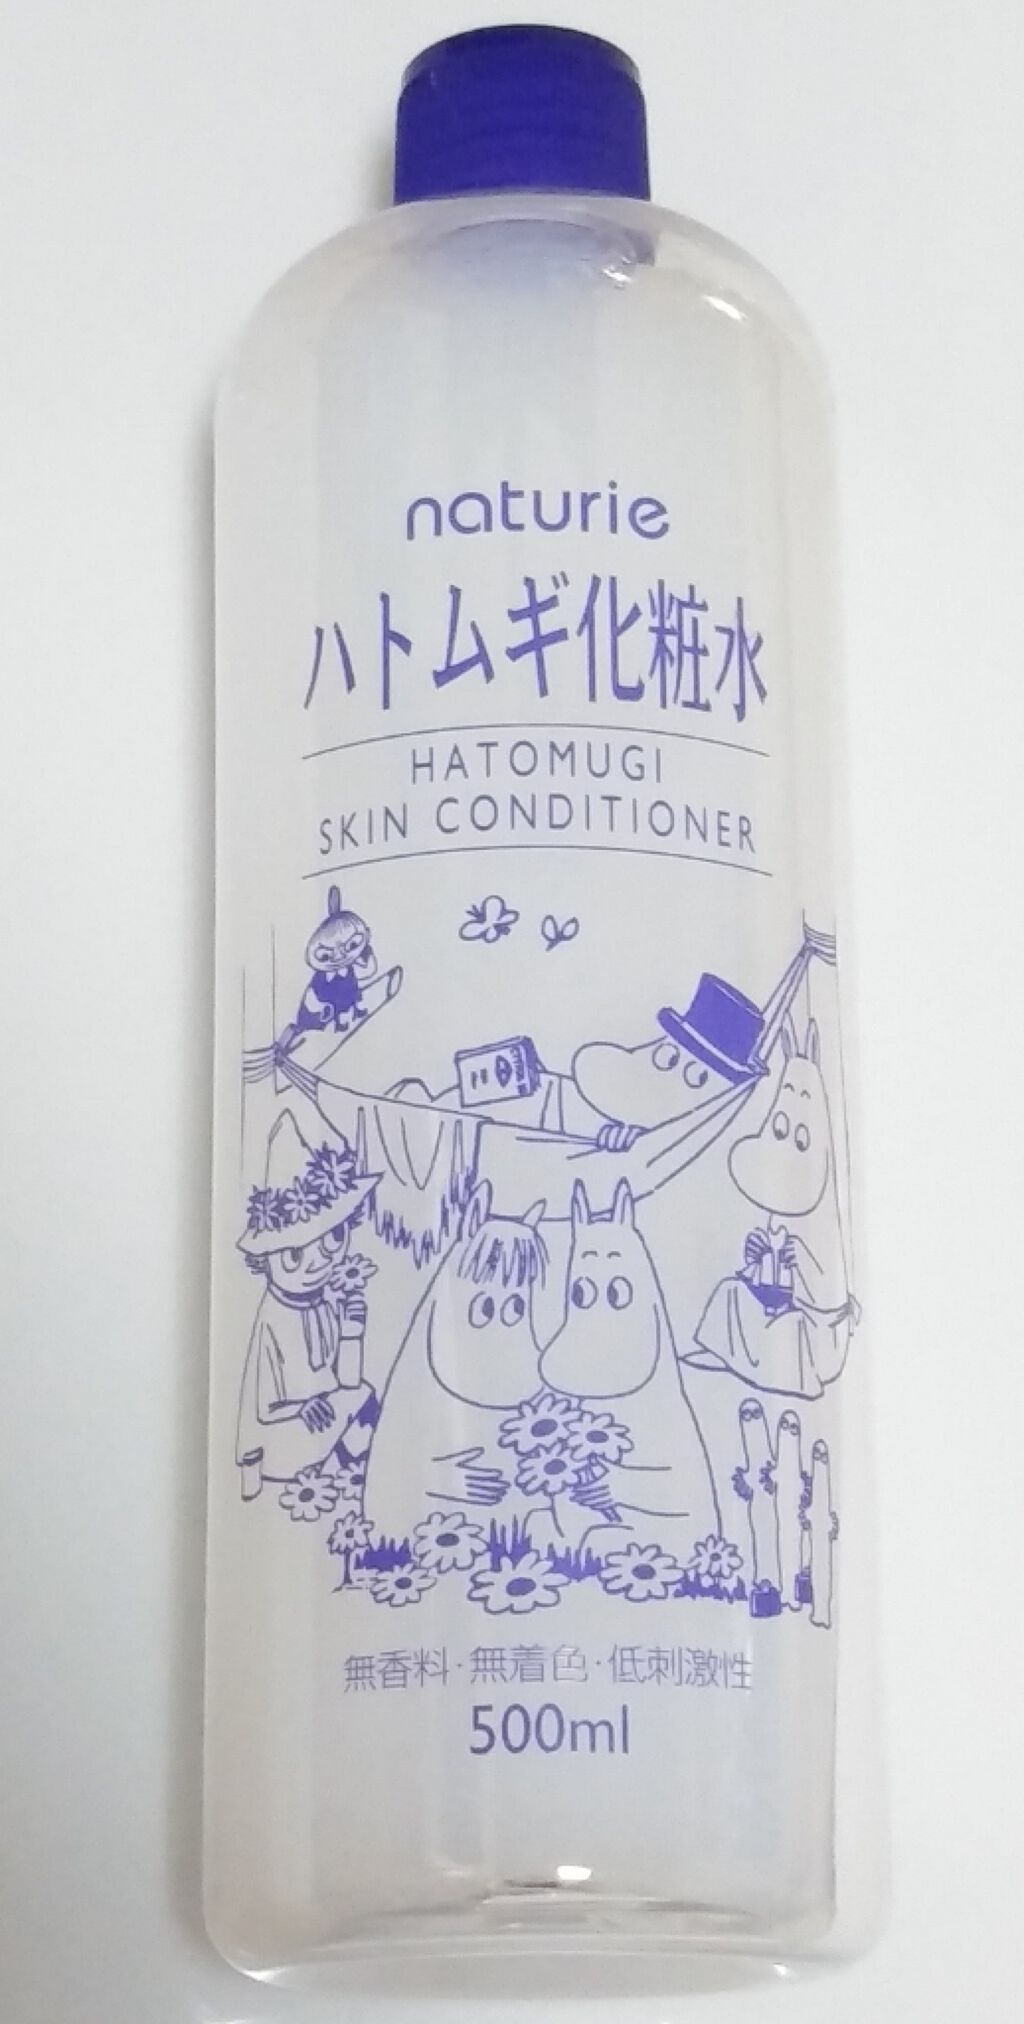 naturie
ハトムギ化粧水
HATOMUGI
SKIN CONDITIONER
無香料・無着色・低刺激性
500ml